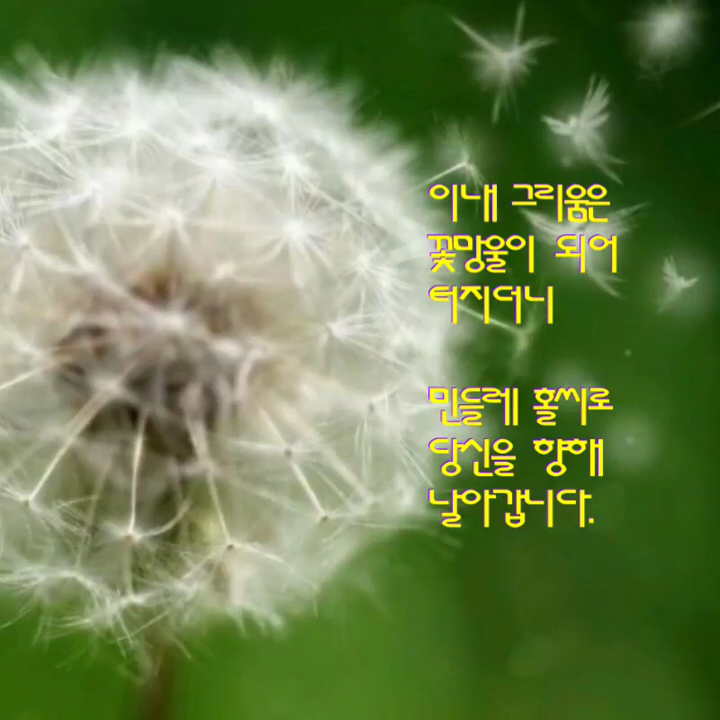 이내 그리움은
꽃망울이 되어
터지더니
민들레 홀씨로
당신을 향해
날아갑니다.